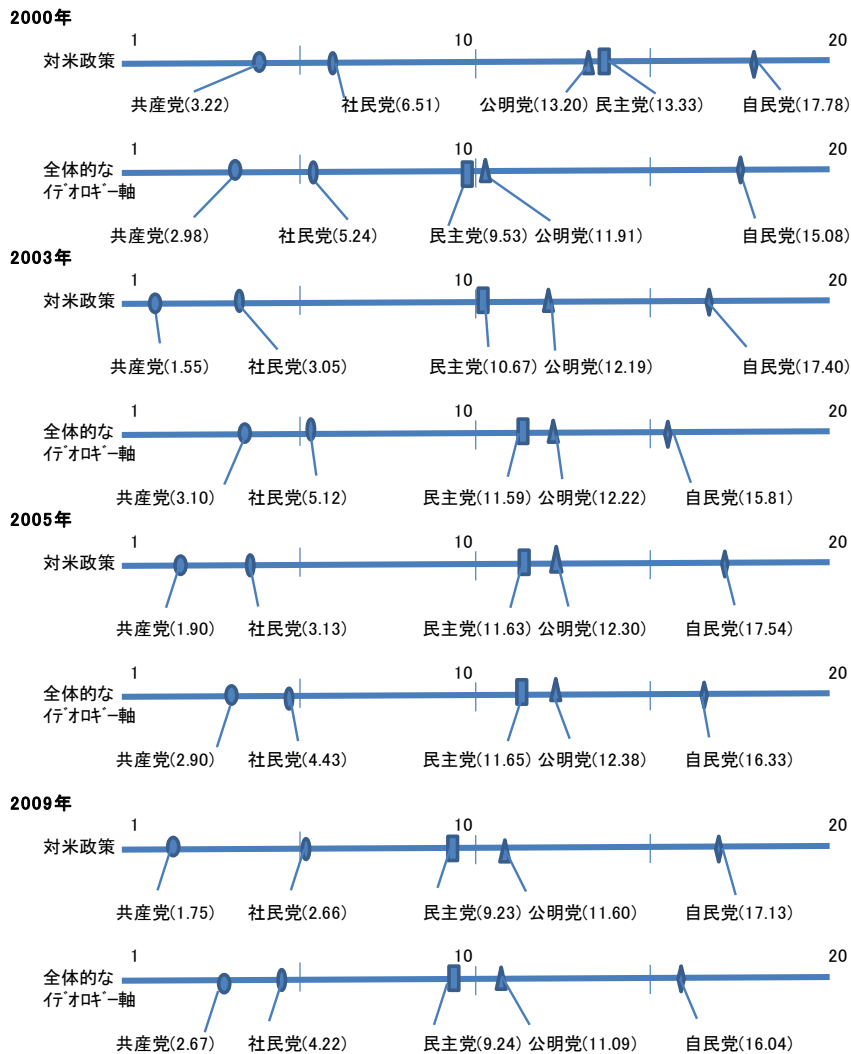 2000年
1 10 20
対米政策
共産党(3.22) 社民党(6.51) 公明党(13.20) 民主党(13.33) 自民党(17.78)
1 10 20
全体的な
ｲﾃﾞｵﾛｷﾞｰ軸
共産党(2.98) 社民党(5.24) 民主党(9.53) 公明党(11.91) 自民党(15.08)
2003年
1 10 20
対米政策
共産党(1.55) 社民党(3.05) 民主党(10.67) 公明党(12.19) 自民党(17.40)
1 10 20
全体的な
ｲﾃﾞｵﾛｷﾞｰ軸
共産党(3.10) 社民党(5.12) 民主党(11.59) 公明党(12.22) 自民党(15.81)
2005年
1 10 20
対米政策
共産党(1.90) 社民党(3.13) 民主党(11.63) 公明党(12.30) 自民党(17.54)
1 10 20
全体的な
ｲﾃﾞｵﾛｷﾞｰ軸
共産党(2.90) 社民党(4.43) 民主党(11.65) 公明党(12.38) 自民党(16.33)
2009年
1 10 20
対米政策
共産党(1.75) 社民党(2.66) 民主党(9.23) 公明党(11.60) 自民党(17.13)
1 10 20
全体的な
ｲﾃﾞｵﾛｷﾞｰ軸
共産党(2.67) 社民党(4.22) 民主党(9.24) 公明党(11.09) 自民党(16.04)